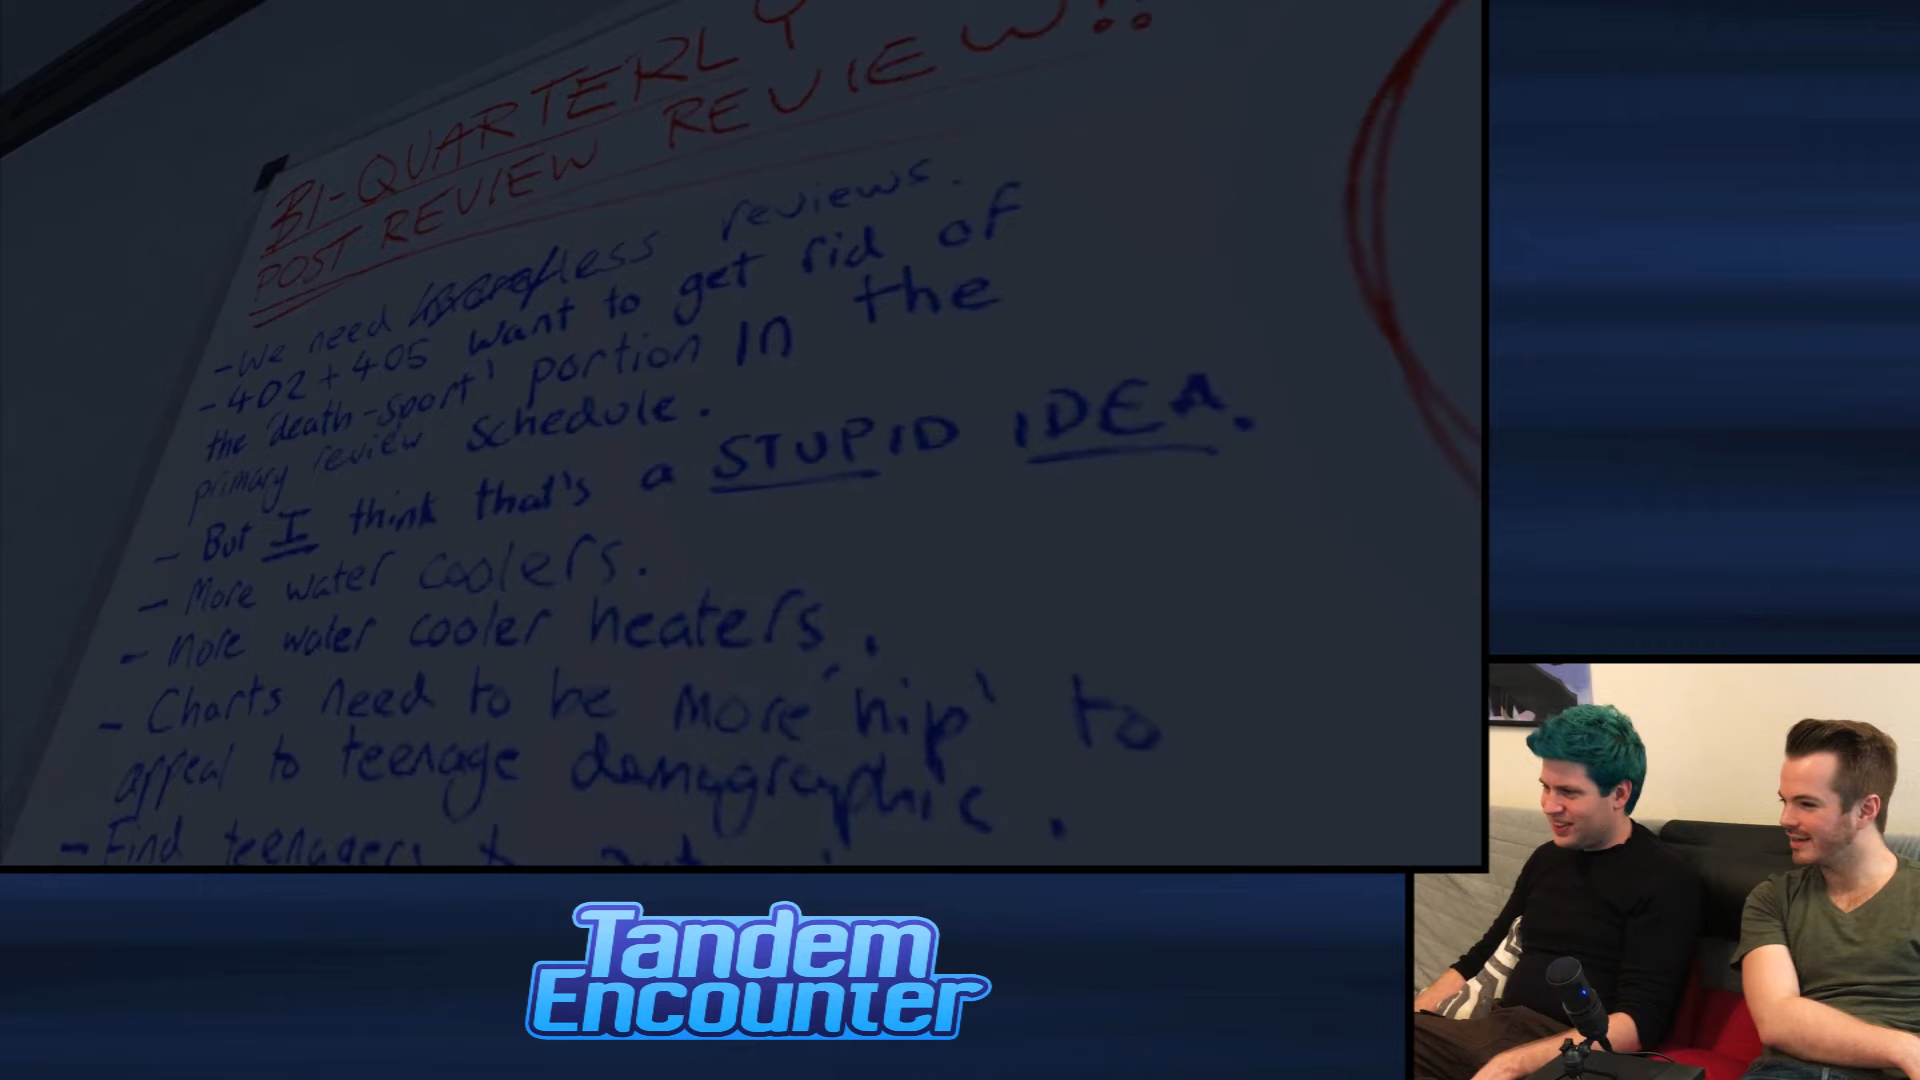 BI-QUARTERLY
POST REVIEW REVIEW!!
- We need less reviews.
- 402 + 405 want to get rid of
the 'death-sport' portion in the
primary review schedule.
- But I think that's a STUPID IDEA.
- More water coolers.
- More water cooler heaters.
- Charts need to be more 'hip' to
appeal to teenage demographic.
- Find teenagers
Tandem
Encounter